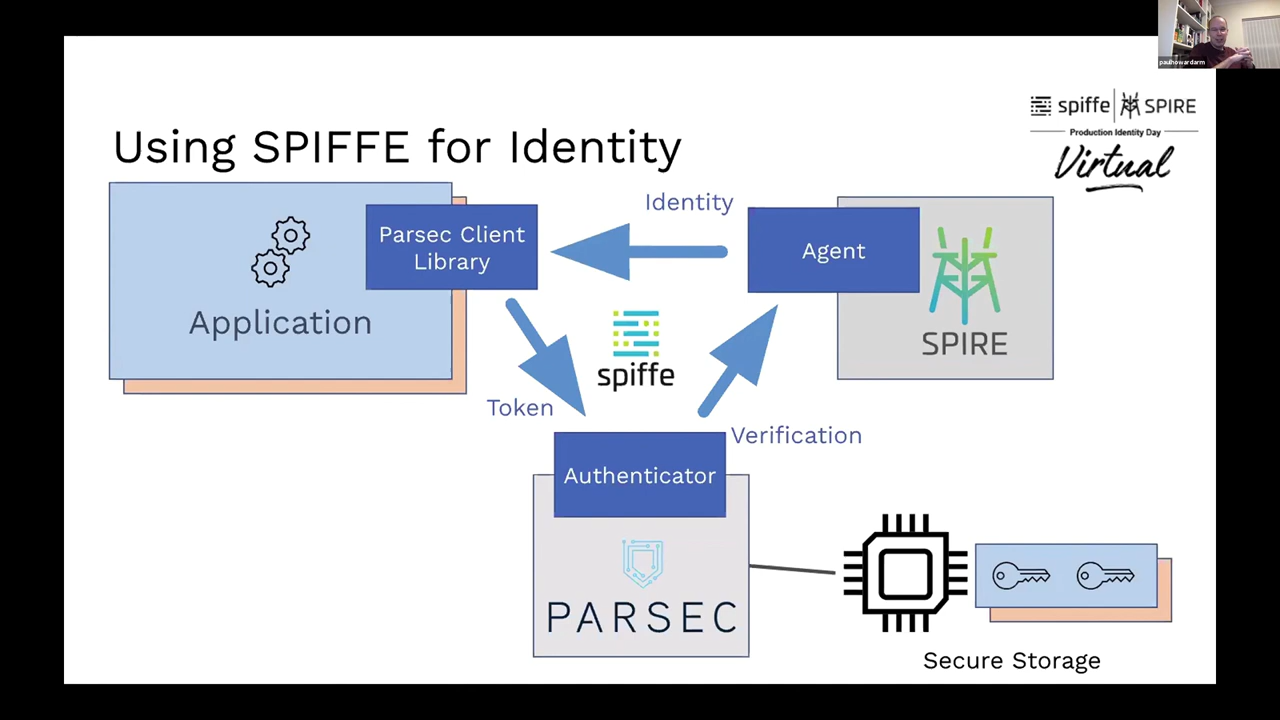 paulhowardarm
spiffe | SPIRE
Production Identity Day
Virtual
Using SPIFFE for Identity
Identity
Parsec Client
Library
Agent
Application
SPIRE
spiffe
Token
Verification
Authenticator
PARSEC
Secure Storage